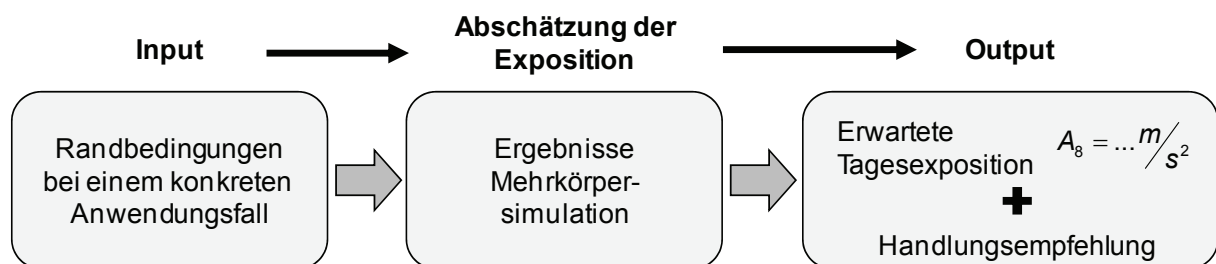 Input
Abschätzung der
Exposition
Output
Randbedingungen
bei einem konkreten
Anwendungsfall
Ergebnisse
Mehrkörper-
simulation
Erwartete
Tagesexposition
A₈ = ... m/s²
+
Handlungsempfehlung